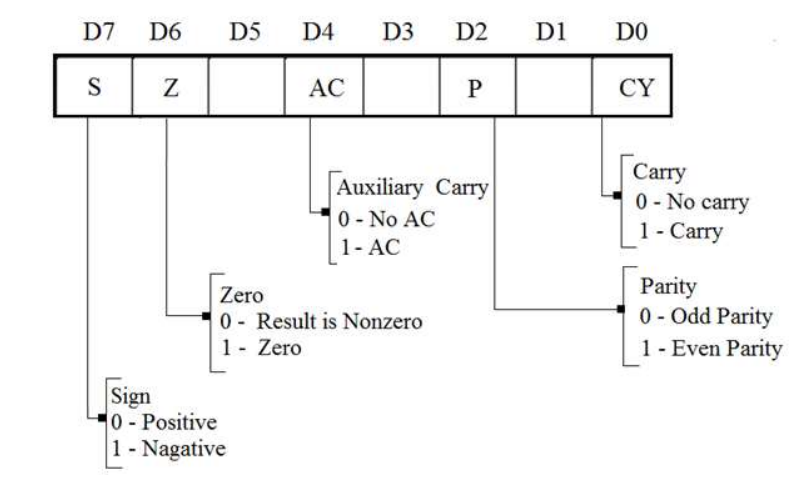 D7 D6 D5 D4 D3 D2 D1 D0
S Z AC P CY
Auxiliary Carry
0 - No AC
1 - AC
Carry
0 - No carry
1 - Carry
Zero
0 - Result is Nonzero
1 - Zero
Parity
0 - Odd Parity
1 - Even Parity
Sign
0 - Positive
1 - Nagative